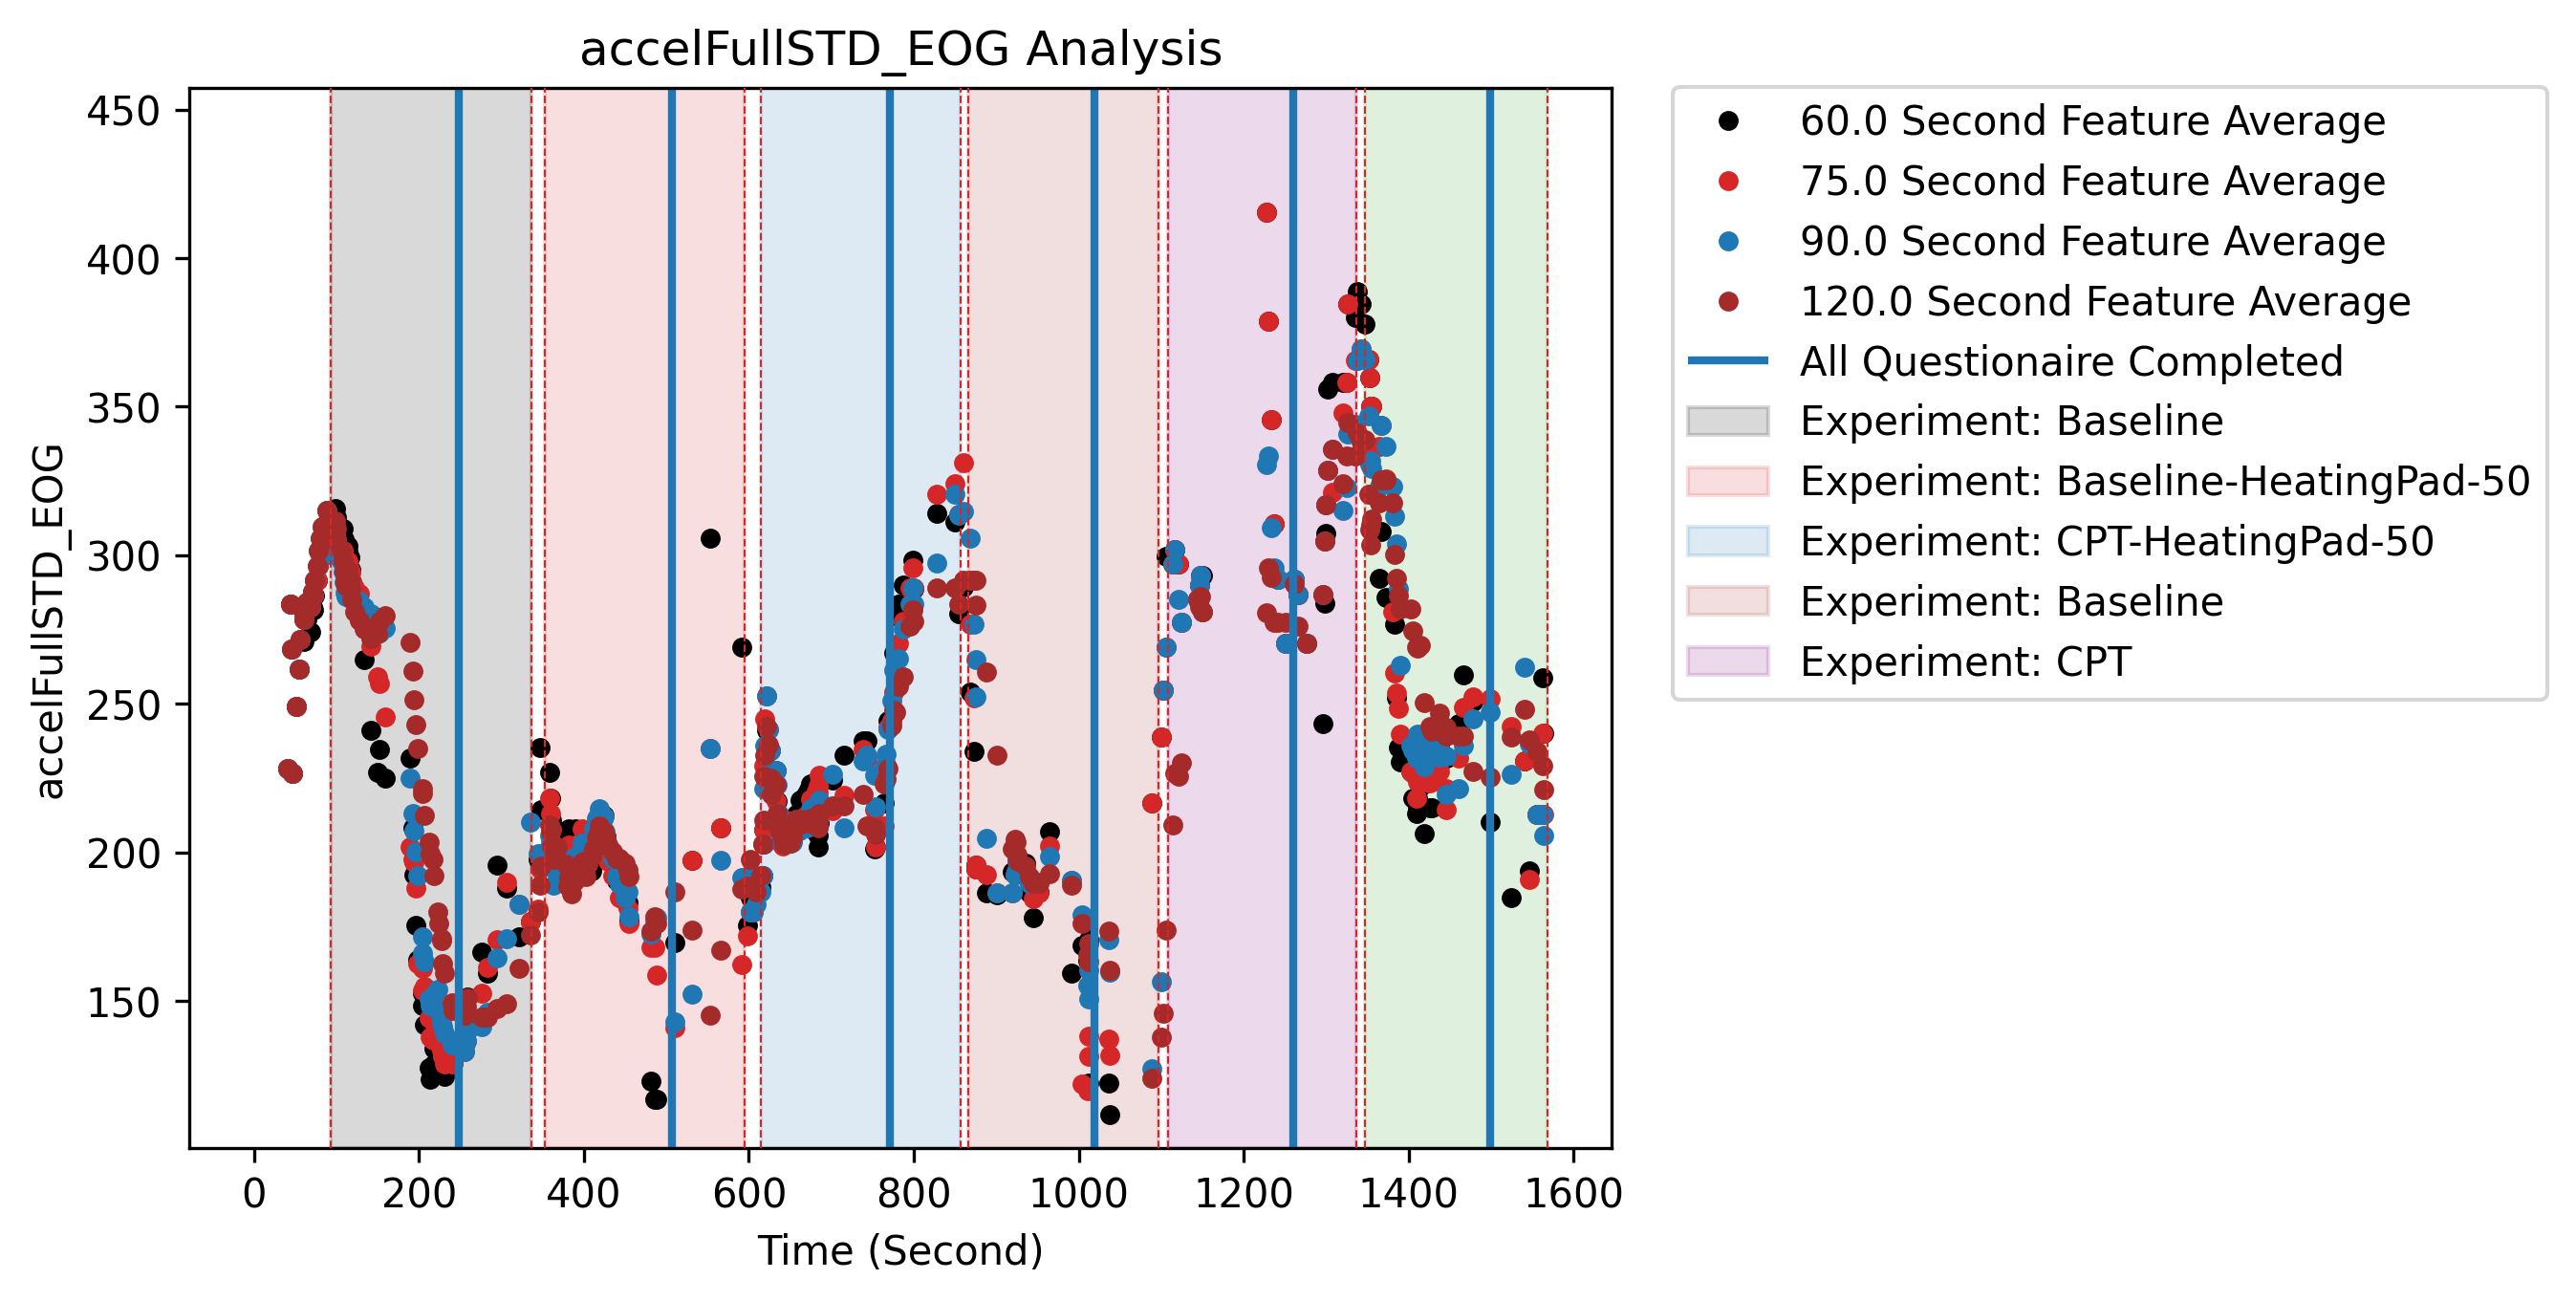 accelFullSTD_EOG Analysis
accelFullSTD_EOG
450
400
350
300
250
200
150
0 200 400 600 800 1000 1200 1400 1600
Time (Second)
60.0 Second Feature Average
75.0 Second Feature Average
90.0 Second Feature Average
120.0 Second Feature Average
All Questionaire Completed
Experiment: Baseline
Experiment: Baseline-HeatingPad-50
Experiment: CPT-HeatingPad-50
Experiment: Baseline
Experiment: CPT